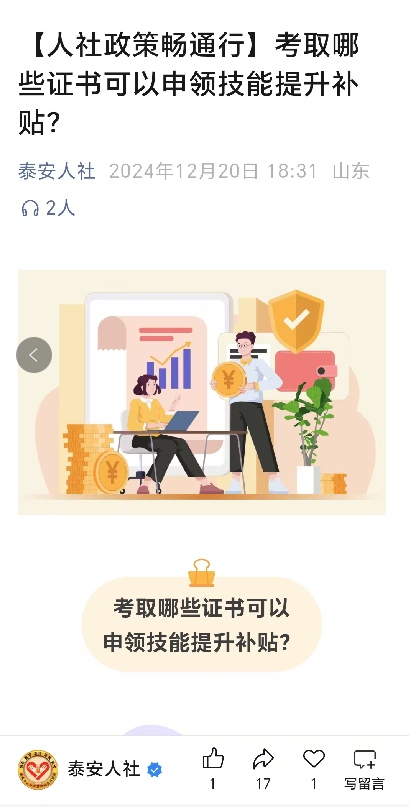 【人社政策畅通行】考取哪
些证书可以申领技能提升补
贴？
泰安人社 2024年12月20日 18:31 山东
2人
¥
¥
考取哪些证书可以
申领技能提升补贴？
泰安人社
1
17
1
写留言